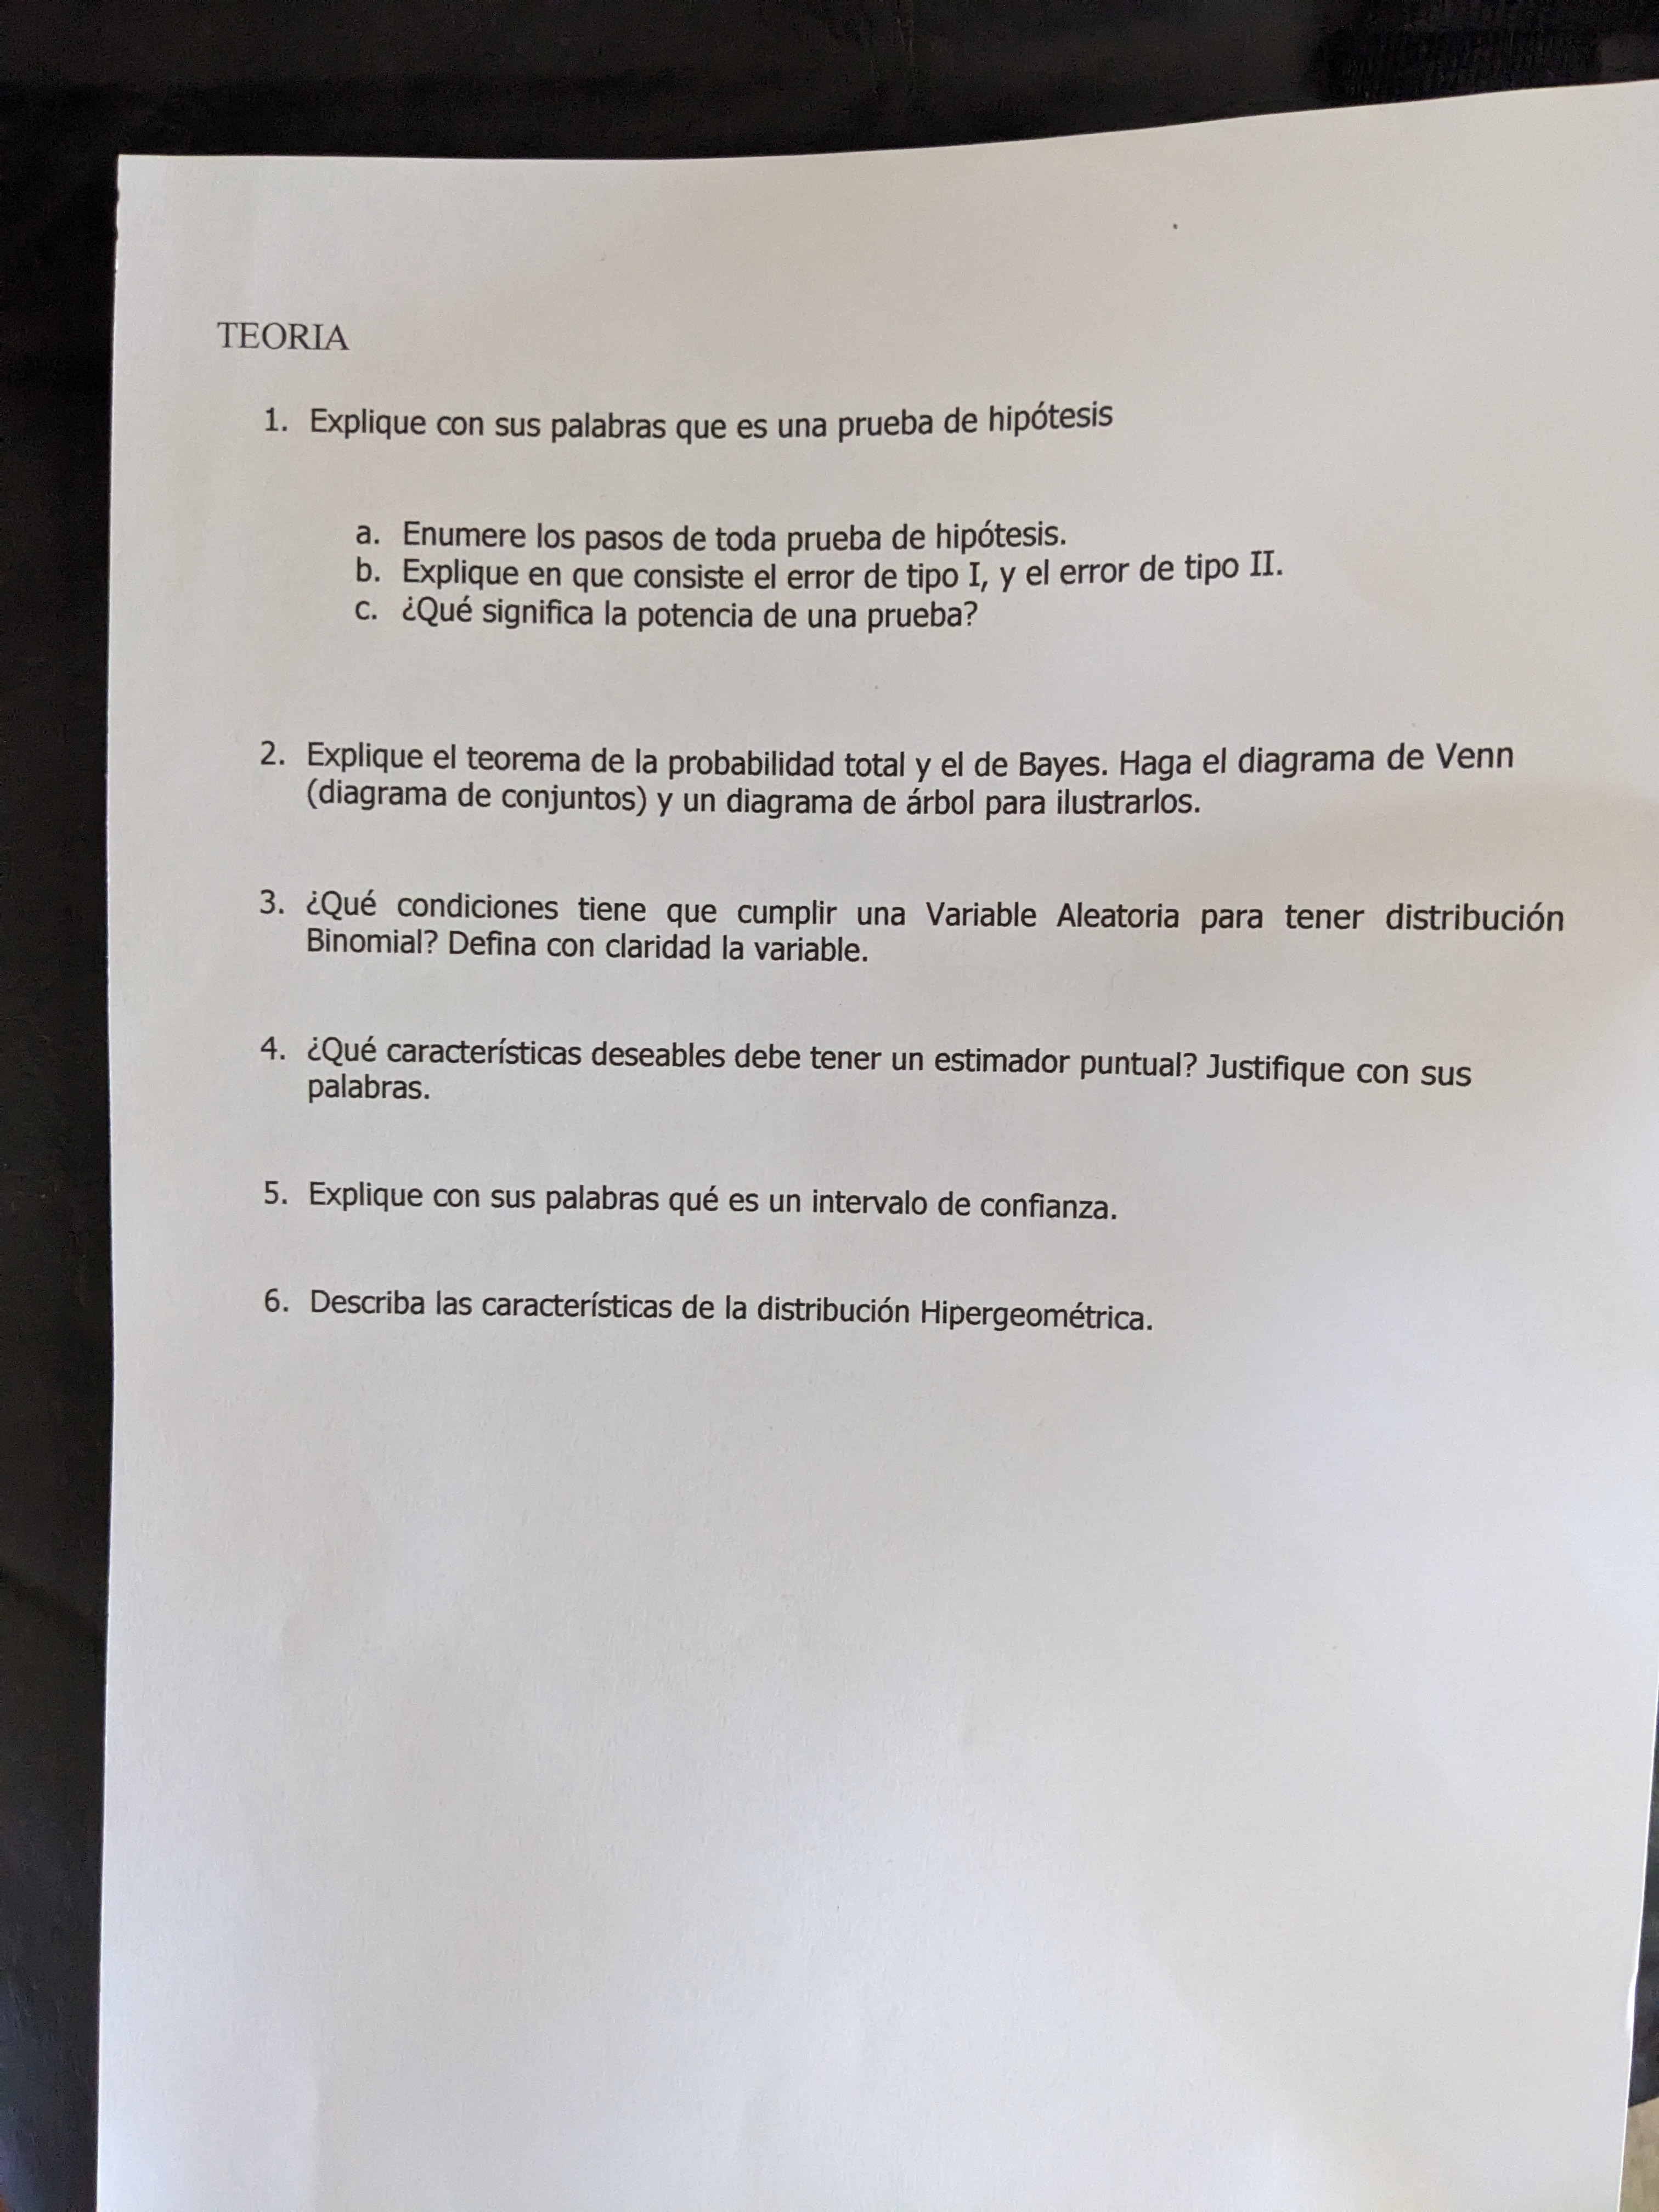 TEORIA
1. Explique con sus palabras que es una prueba de hipótesis
a. Enumere los pasos de toda prueba de hipótesis.
b. Explique en que consiste el error de tipo I, y el error de tipo II.
c. ¿Qué significa la potencia de una prueba?
2. Explique el teorema de la probabilidad total y el de Bayes. Haga el diagrama de Venn
(diagrama de conjuntos) y un diagrama de árbol para ilustrarlos.
3. ¿Qué condiciones tiene que cumplir una Variable Aleatoria para tener distribución
Binomial? Defina con claridad la variable.
4. ¿Qué características deseables debe tener un estimador puntual? Justifique con sus
palabras.
5. Explique con sus palabras qué es un intervalo de confianza.
6. Describa las características de la distribución Hipergeométrica.